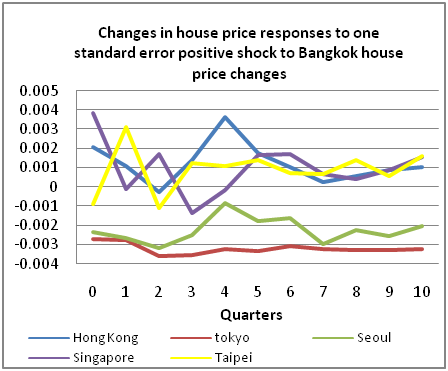 Changes in house price responses to one
standard error positive shock to Bangkok house
price changes
0.005
0.004
0.003
0.002
0.001
0
-0.001
-0.002
-0.003
-0.004
0 1 2 3 4 5 6 7 8 9 10
Quarters
HongKong tokyo Seoul
Singapore Taipei